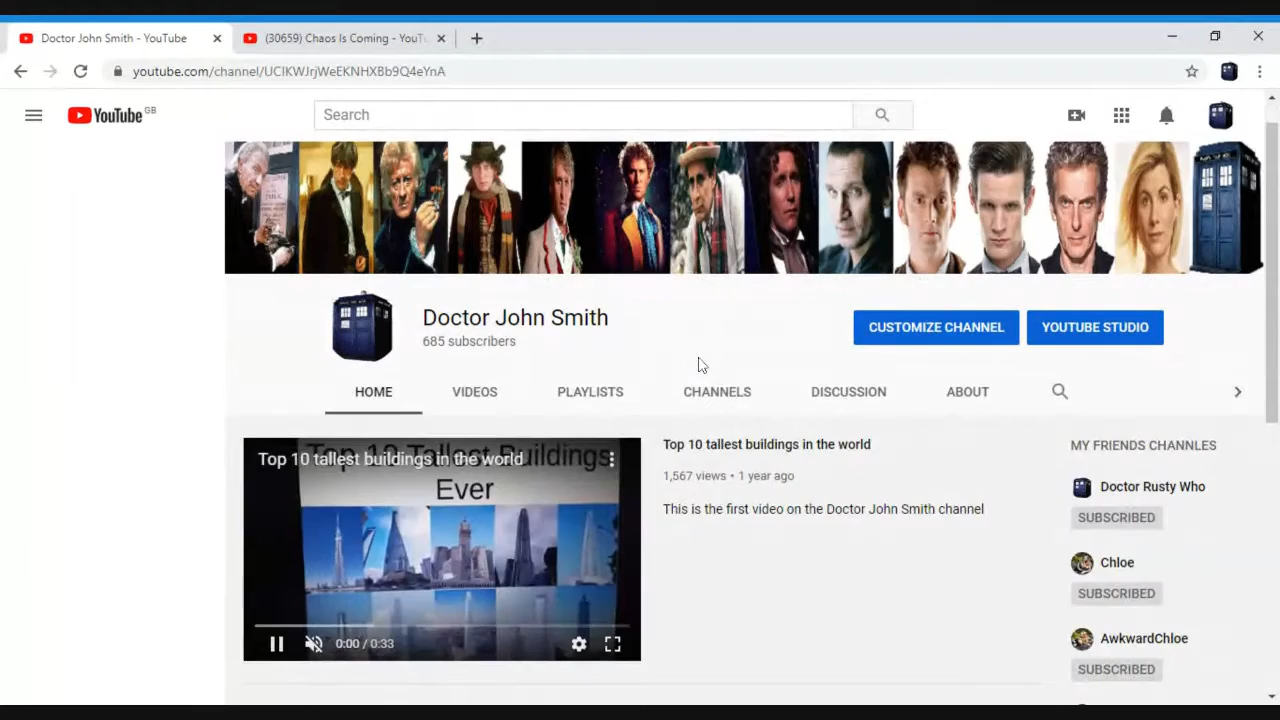 Doctor John Smith - YouTube
(30659) Chaos Is Coming - YouT
youtube.com/channel/UCIKWJrjWeEKNHXBb9Q4eYnA
YouTube GB
Search
Doctor John Smith
685 subscribers
CUSTOMIZE CHANNEL
YOUTUBE STUDIO
HOME VIDEOS PLAYLISTS CHANNELS DISCUSSION ABOUT
Top 10 Tallest Buildings
Ever
Top 10 tallest buildings in the world
0:00 / 0:33
Top 10 tallest buildings in the world
1,567 views • 1 year ago
This is the first video on the Doctor John Smith channel
MY FRIENDS CHANNLES
Doctor Rusty Who
SUBSCRIBED
Chloe
SUBSCRIBED
AwkwardChloe
SUBSCRIBED